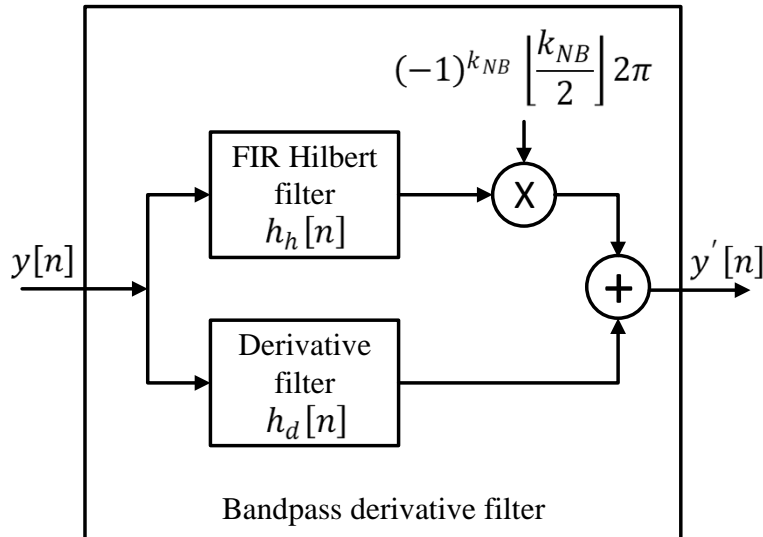 (−1)^{k_{NB}} ⌊k_{NB}/2⌋ 2π
FIR Hilbert
filter
h_h[n]
X
y[n]
y′[n]
+
Derivative
filter
h_d[n]
Bandpass derivative filter